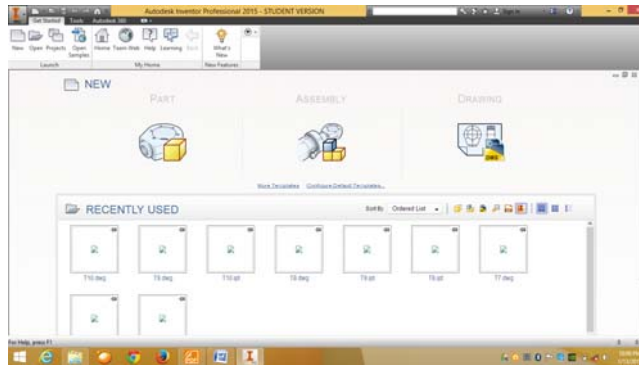 Autodesk Inventor Professional 2015 - STUDENT VERSION
Get Started Tools Autodesk 360
New Open Projects Open Samples Home Team Web Help Learning Back What's New
Launch My Home New Features
NEW
PART ASSEMBLY DRAWING
DWG
More Templates Configure Default Templates...
RECENTLY USED Sort By Ordered List
T10.dwg T9.dwg T10.ipt T8.dwg T9.ipt T8.ipt T7.dwg
For Help, press F1